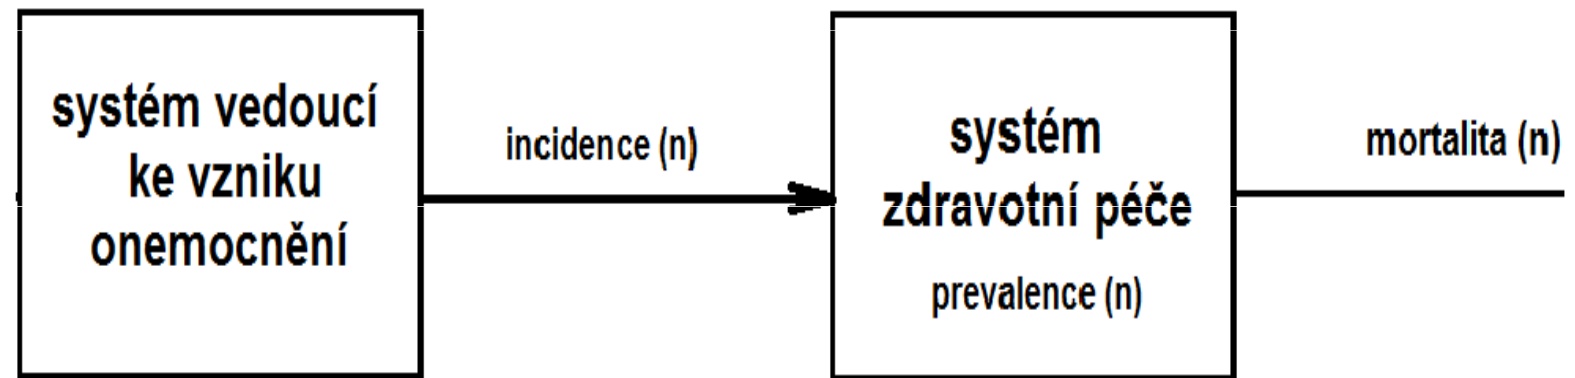 systém vedoucí
ke vzniku
onemocnění
incidence (n)
systém
zdravotní péče
prevalence (n)
mortalita (n)